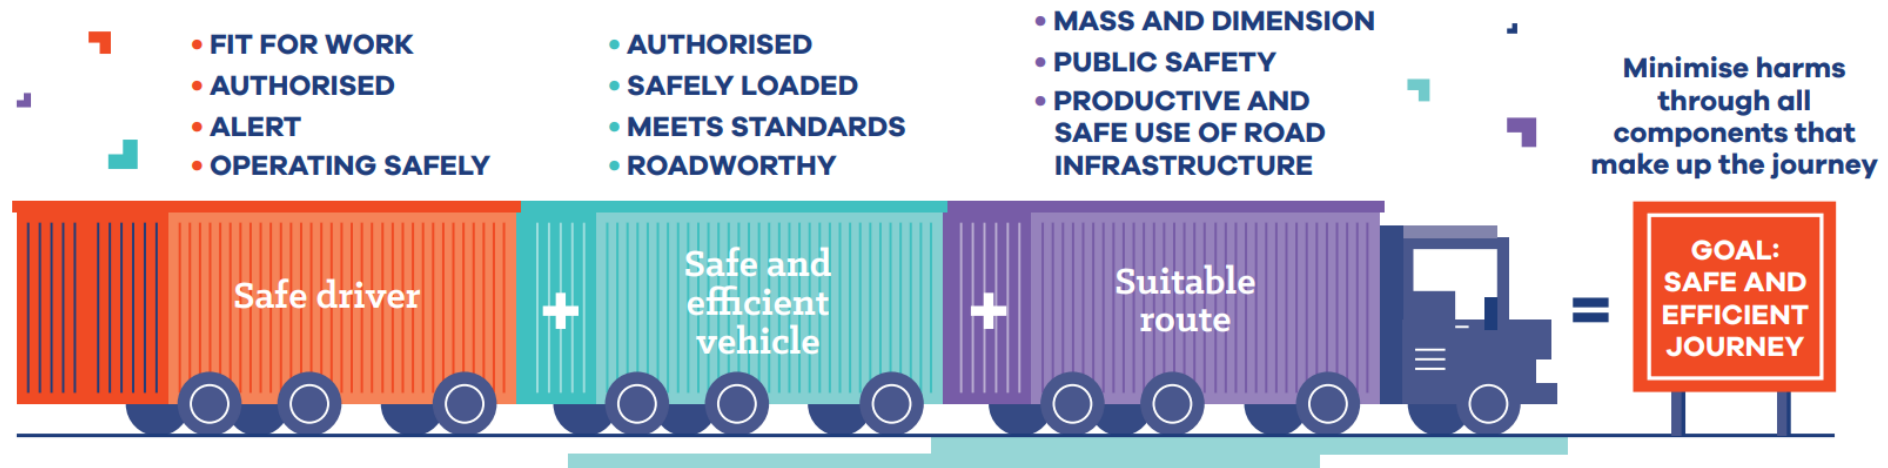 • FIT FOR WORK
• AUTHORISED
• ALERT
• OPERATING SAFELY
• AUTHORISED
• SAFELY LOADED
• MEETS STANDARDS
• ROADWORTHY
• MASS AND DIMENSION
• PUBLIC SAFETY
• PRODUCTIVE AND
SAFE USE OF ROAD
INFRASTRUCTURE
Minimise harms
through all
components that
make up the journey
Safe driver
+
Safe and
efficient
vehicle
+
Suitable
route
=
GOAL:
SAFE AND
EFFICIENT
JOURNEY